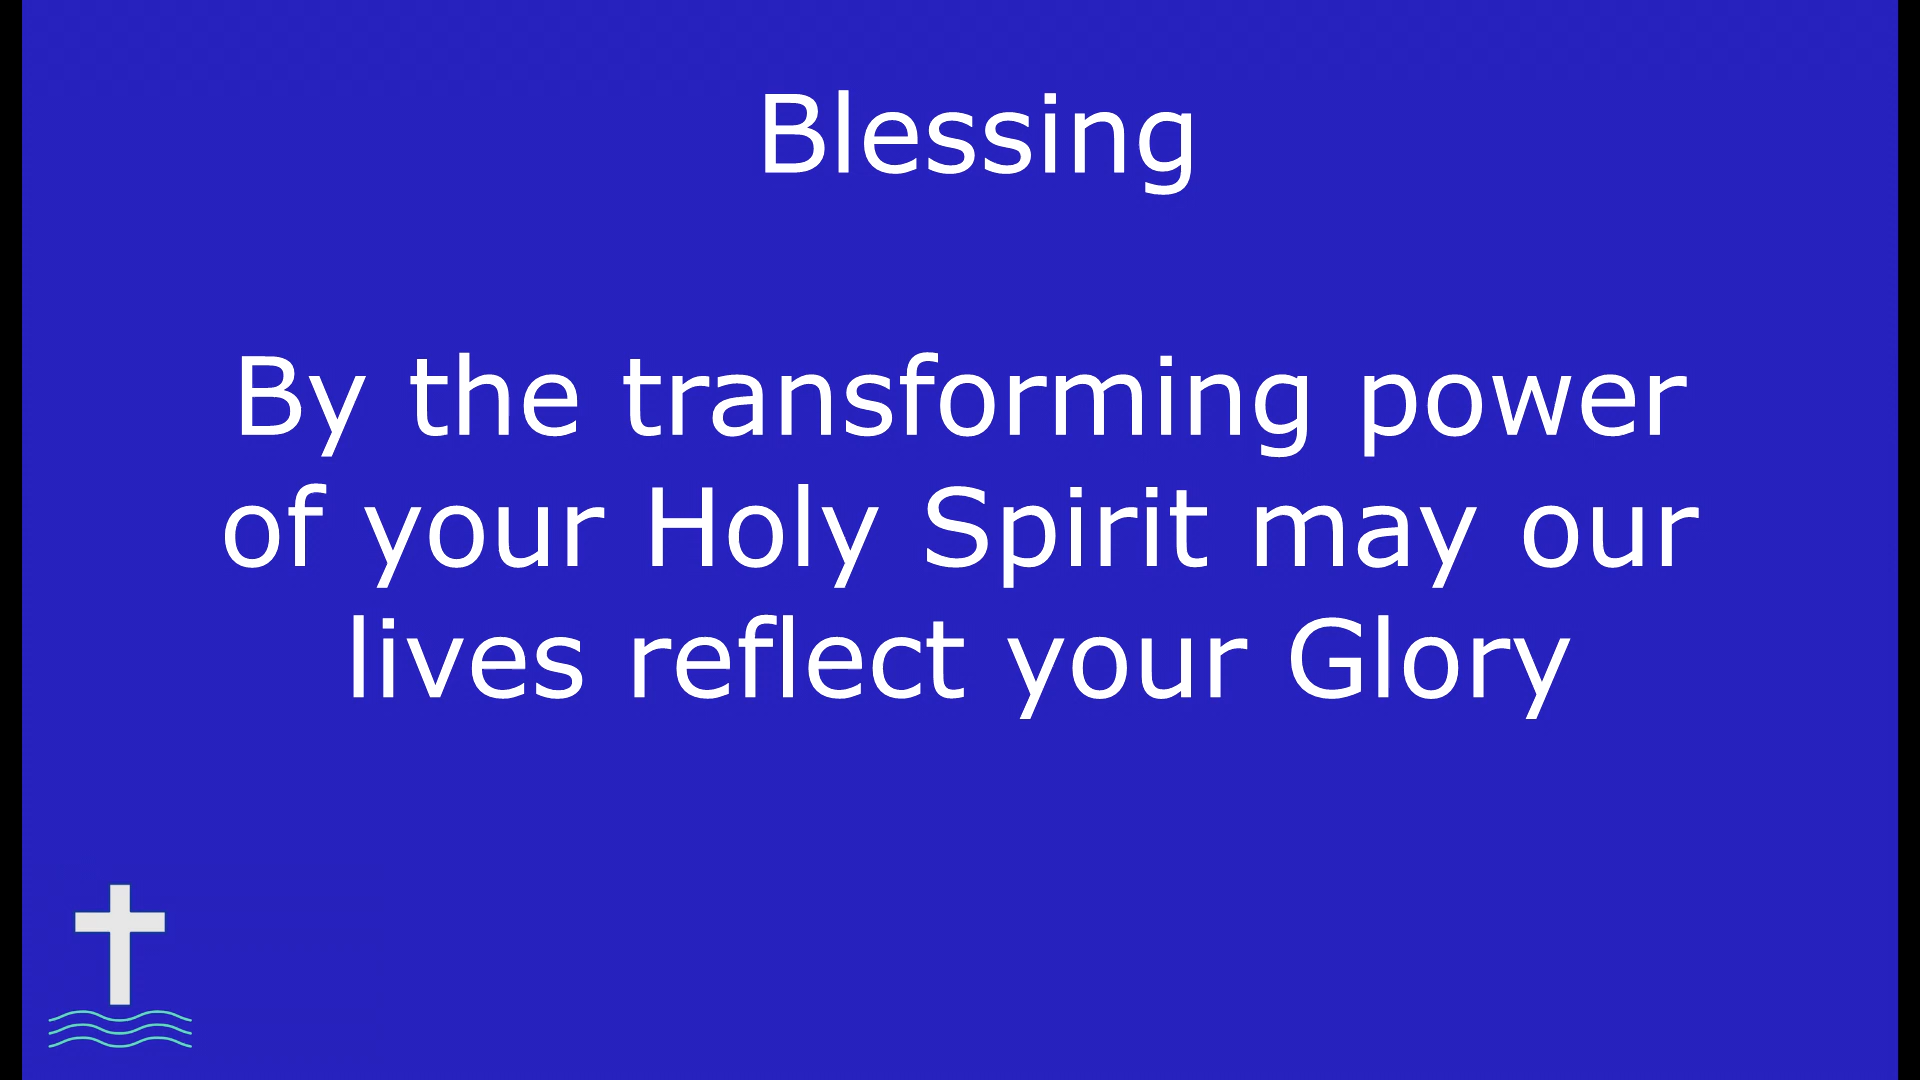 Blessing
By the transforming power
of your Holy Spirit may our
lives reflect your Glory